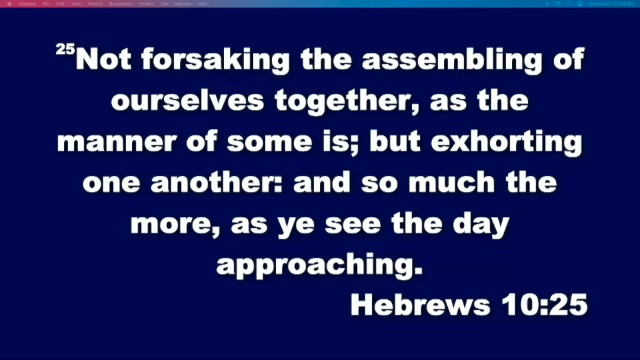 25Not forsaking the assembling of
ourselves together, as the
manner of some is; but exhorting
one another: and so much the
more, as ye see the day
approaching.
Hebrews 10:25